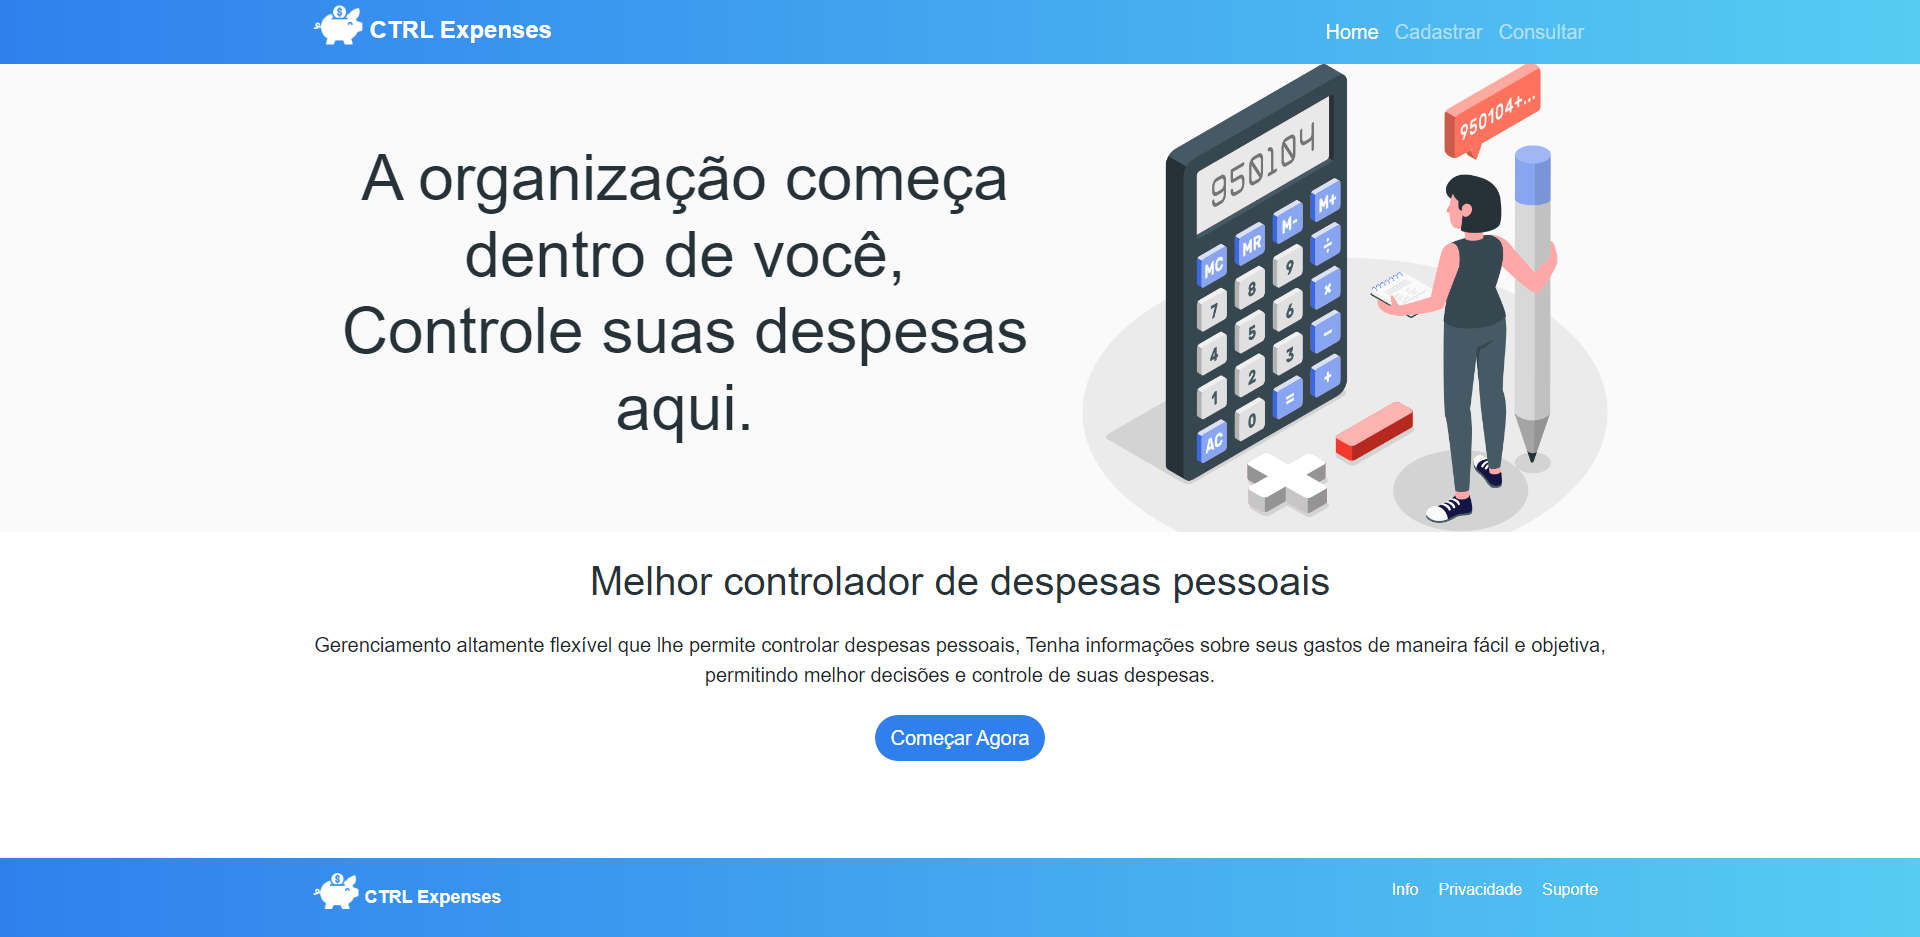 CTRL Expenses
Home Cadastrar Consultar
A organização começa
dentro de você,
Controle suas despesas
aqui.
950104
950104+...
MC MR M- M+
7 8 9 ÷
4 5 6 ×
1 2 3 −
AC 0 = +
Melhor controlador de despesas pessoais
Gerenciamento altamente flexível que lhe permite controlar despesas pessoais, Tenha informações sobre seus gastos de maneira fácil e objetiva,
permitindo melhor decisões e controle de suas despesas.
Começar Agora
CTRL Expenses
Info Privacidade Suporte